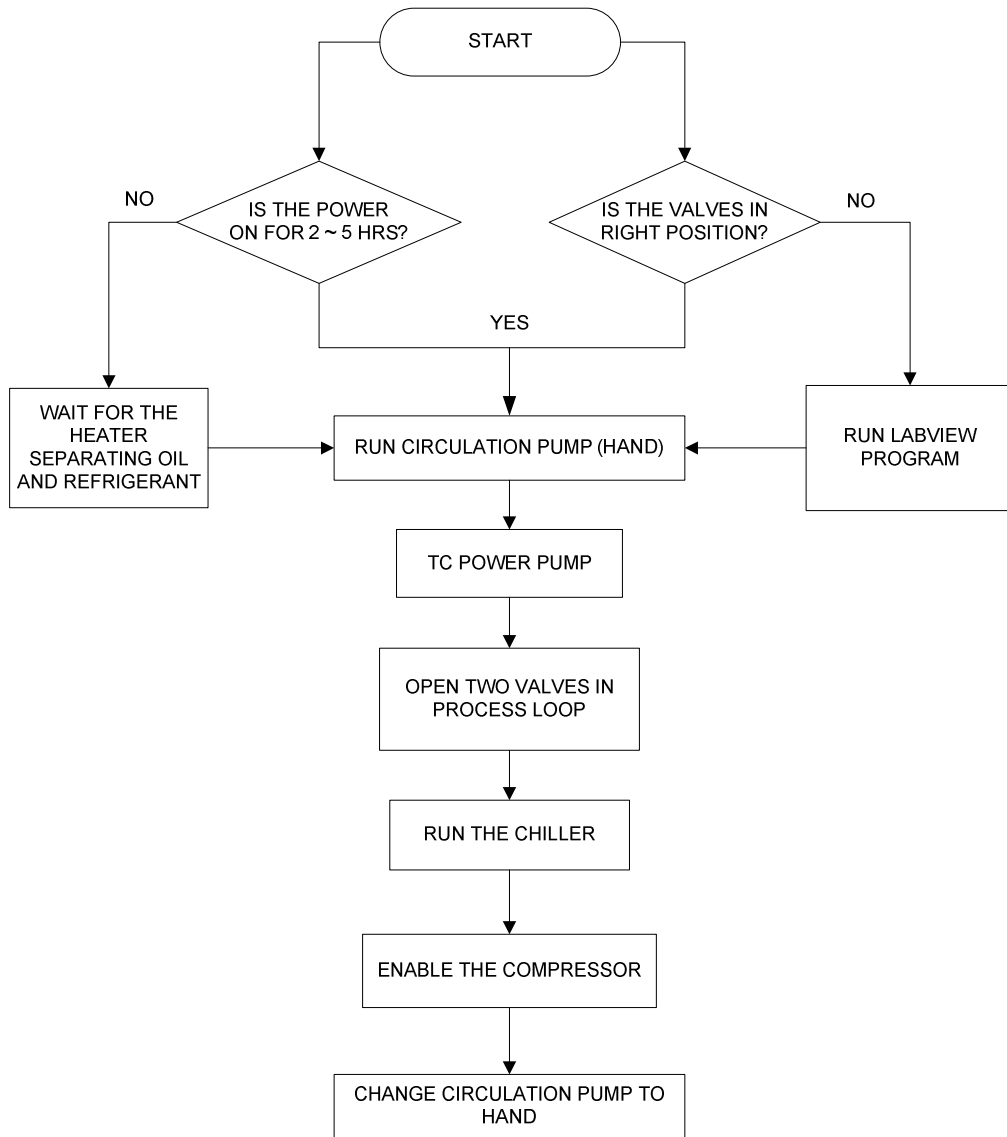 START
NO
IS THE POWER
ON FOR 2 ~ 5 HRS?
IS THE VALVES IN
RIGHT POSITION?
NO
YES
WAIT FOR THE
HEATER
SEPARATING OIL
AND REFRIGERANT
RUN CIRCULATION PUMP (HAND)
RUN LABVIEW
PROGRAM
TC POWER PUMP
OPEN TWO VALVES IN
PROCESS LOOP
RUN THE CHILLER
ENABLE THE COMPRESSOR
CHANGE CIRCULATION PUMP TO
HAND